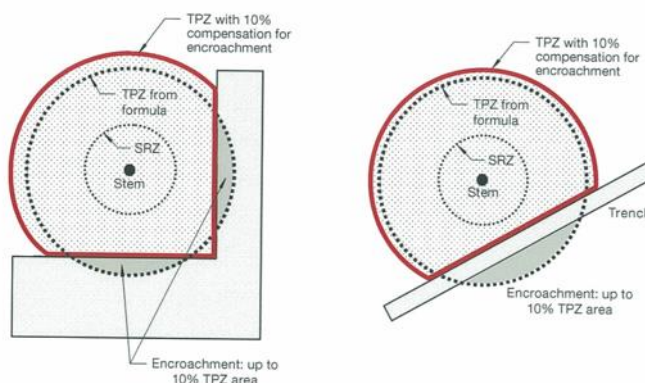 TPZ with 10%
compensation for
encroachment
TPZ from
formula
SRZ
Stem
Encroachment: up to
10% TPZ area
TPZ with 10%
compensation for
encroachment
TPZ from
formula
SRZ
Stem
Trencl
Encroachment: up to
10% TPZ area